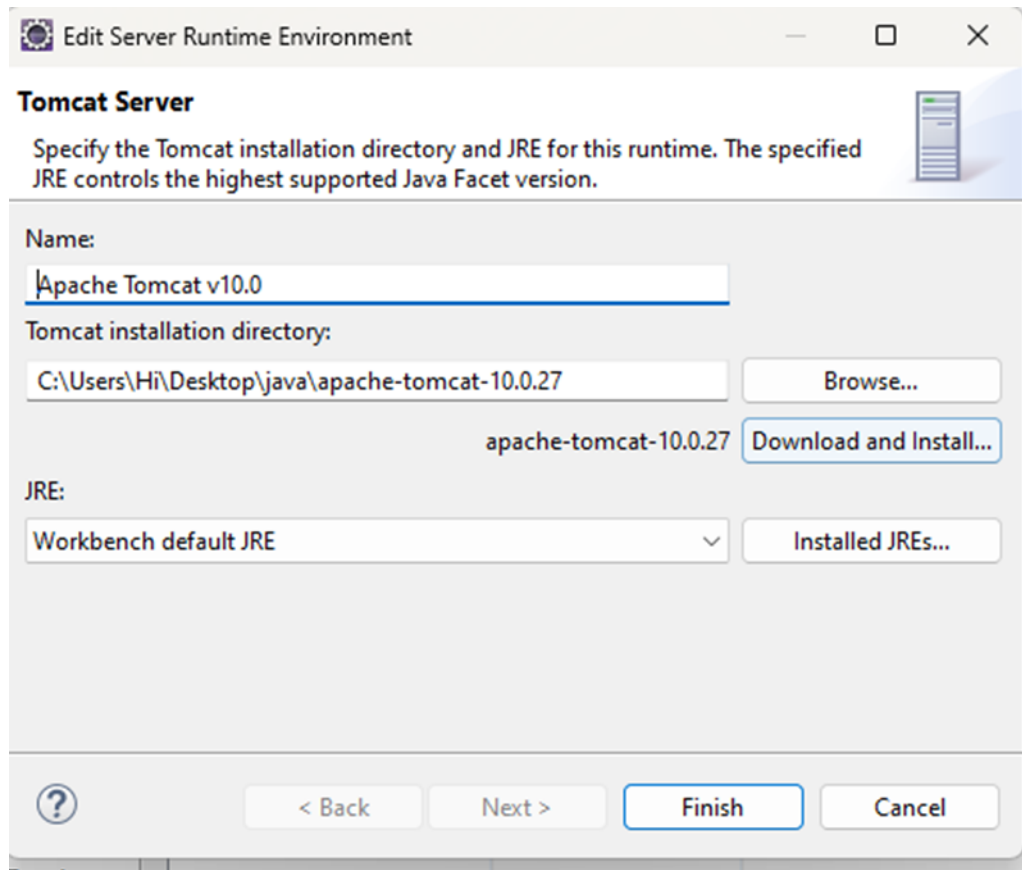 Edit Server Runtime Environment
Tomcat Server
Specify the Tomcat installation directory and JRE for this runtime. The specified
JRE controls the highest supported Java Facet version.
Name:
Apache Tomcat v10.0
Tomcat installation directory:
C:\Users\Hi\Desktop\java\apache-tomcat-10.0.27
Browse...
apache-tomcat-10.0.27
Download and Install...
JRE:
Workbench default JRE
Installed JREs...
?
< Back
Next >
Finish
Cancel